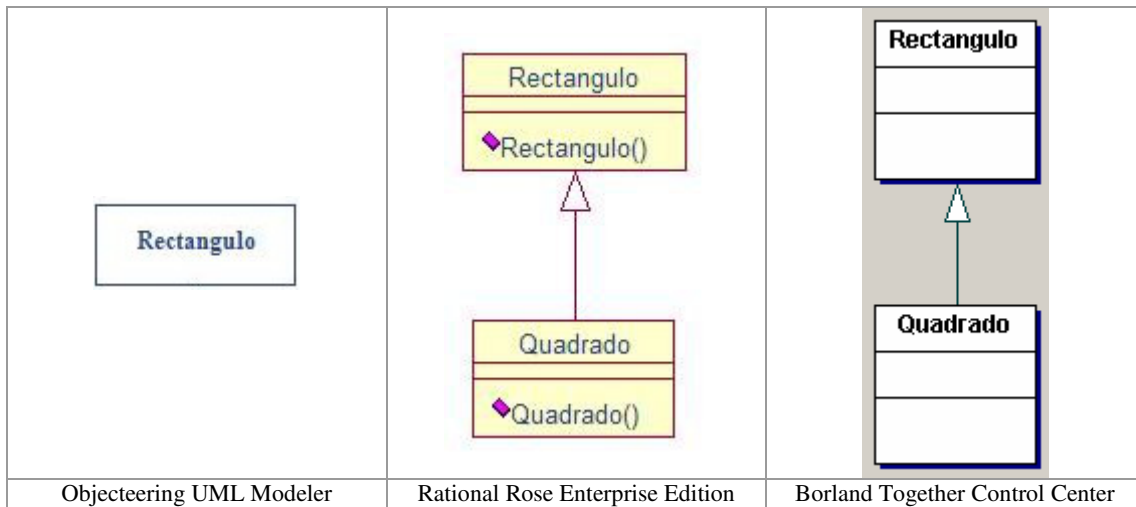 Rectangulo
Objecteering UML Modeler
Rectangulo
Rectangulo()
Quadrado
Quadrado()
Rational Rose Enterprise Edition
Rectangulo
Quadrado
Borland Together Control Center